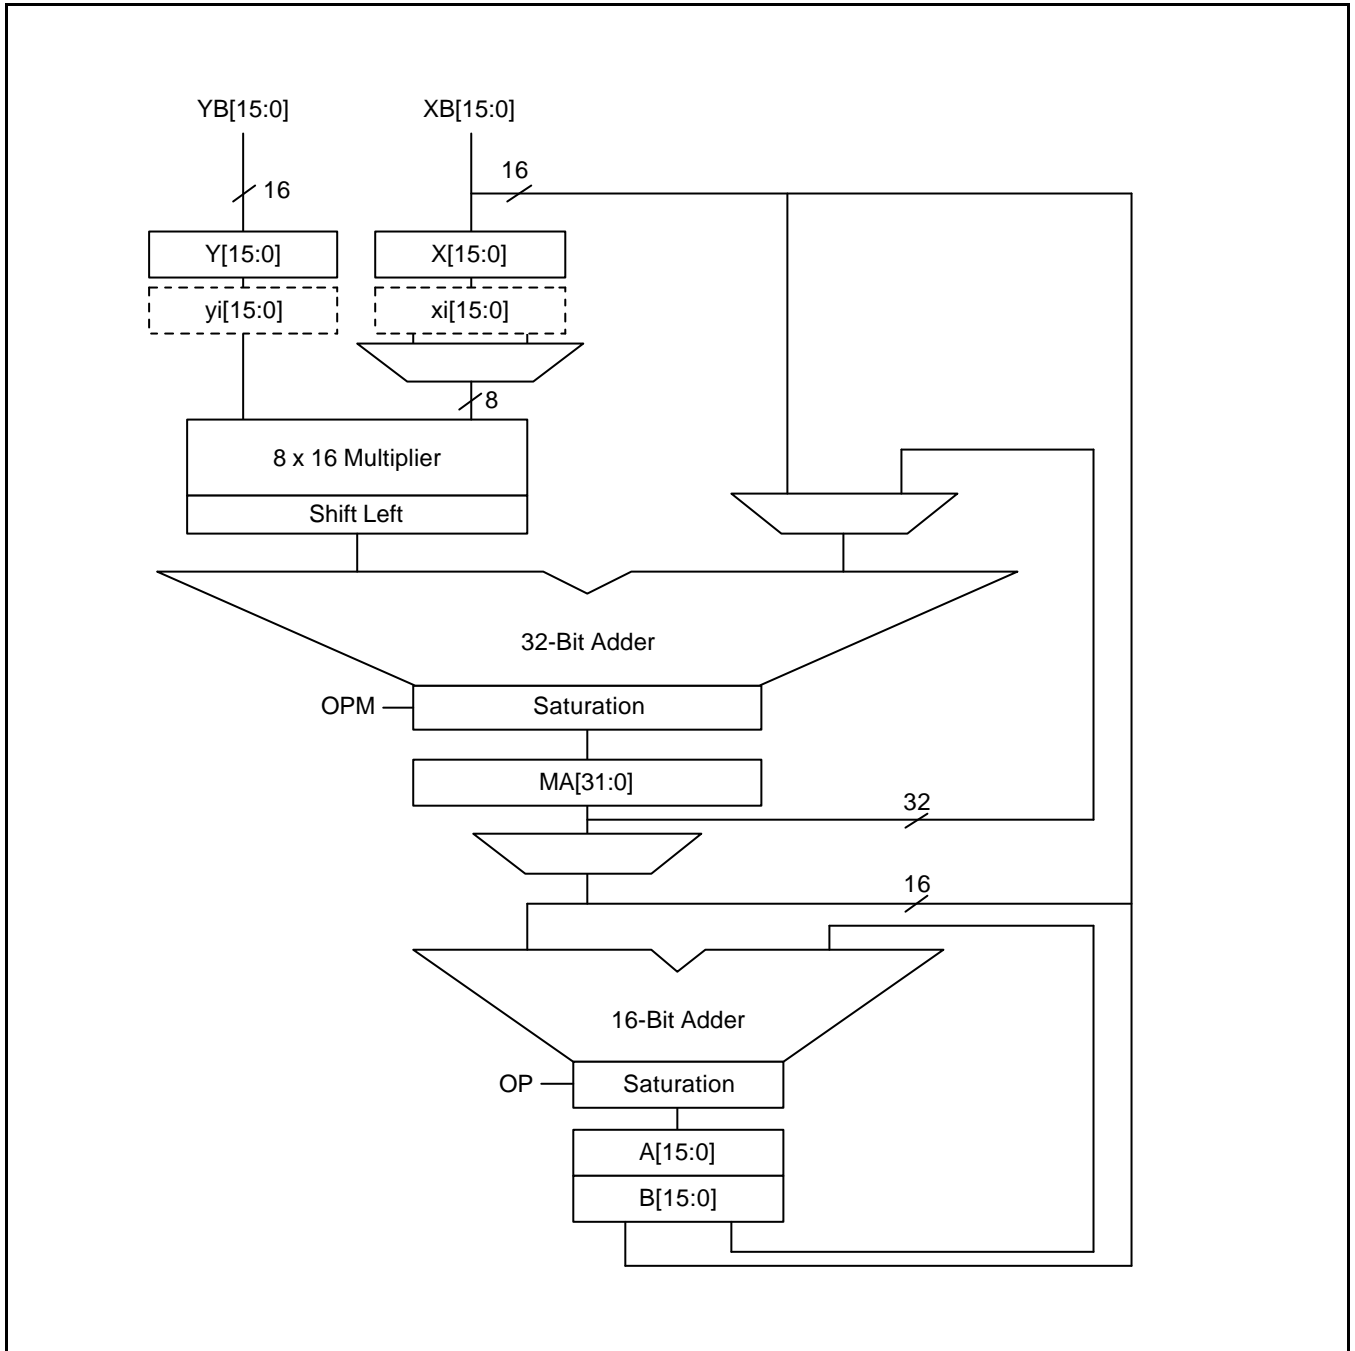 YB[15:0]
XB[15:0]
16
16
Y[15:0]
X[15:0]
yi[15:0]
xi[15:0]
8
8 x 16 Multiplier
Shift Left
32-Bit Adder
OPM
Saturation
MA[31:0]
32
16
16-Bit Adder
OP
Saturation
A[15:0]
B[15:0]